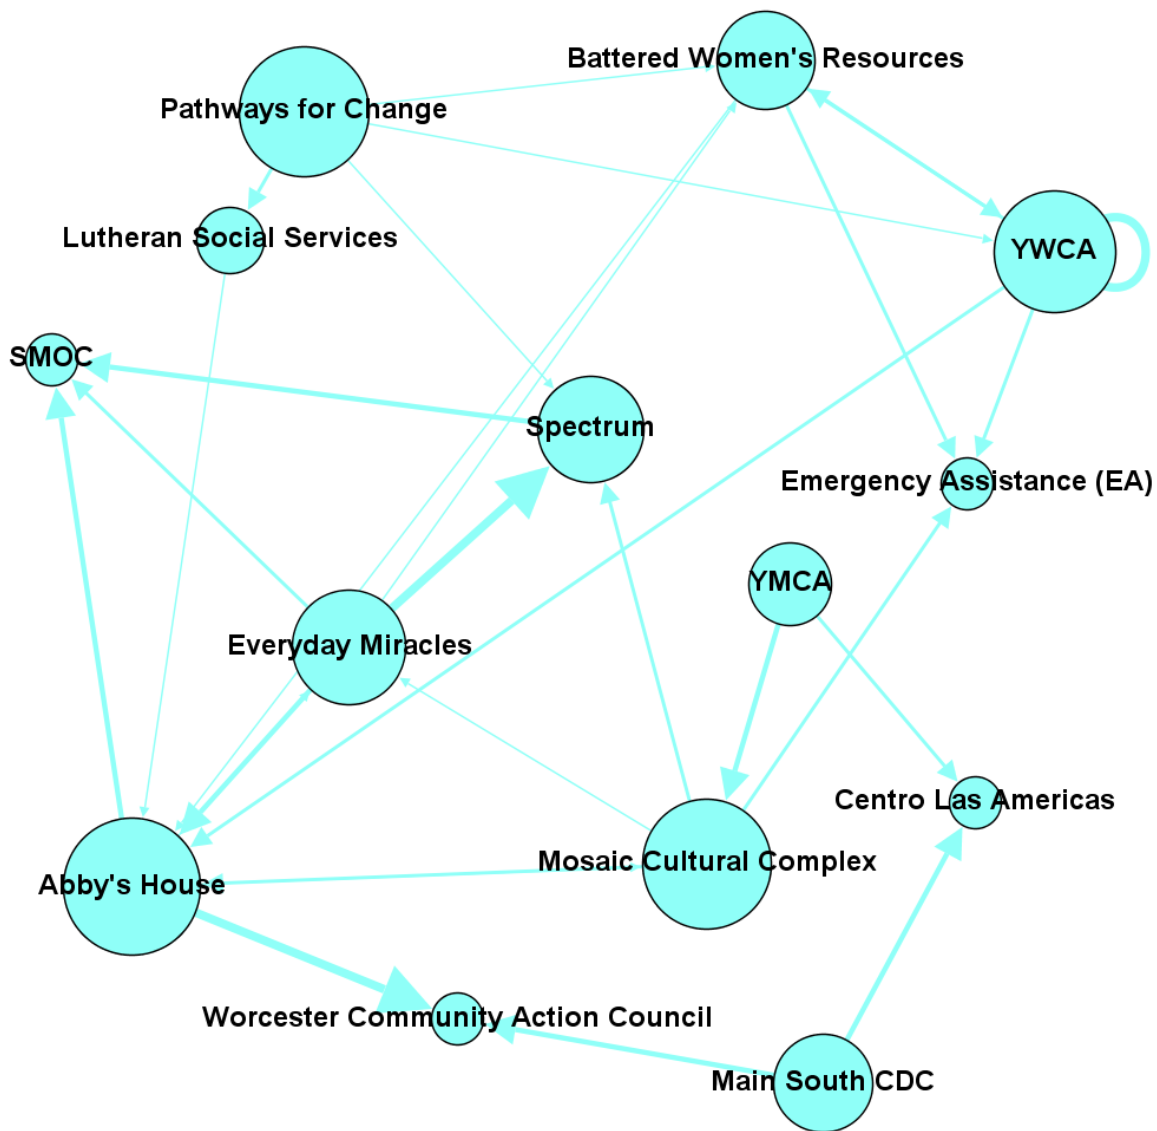 Battered Women's Resources
Pathways for Change
Lutheran Social Services
YWCA
SMOC
Spectrum
Emergency Assistance (EA)
YMCA
Everyday Miracles
Centro Las Americas
Mosaic Cultural Complex
Abby's House
Worcester Community Action Council
Main South CDC